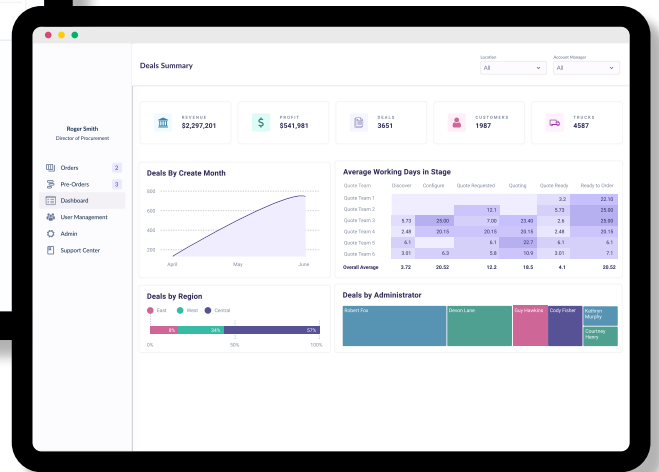 Deals Summary
Location
All
Account Manager
All
Roger Smith
Director of Procurement
Orders 2
Pre-Orders 3
Dashboard
User Management
Admin
Support Center
REVENUE
$2,297,201
PROFIT
$541,981
DEALS
3651
CUSTOMERS
1987
TRUCKS
4587
Deals By Create Month
800
600
400
200
April May June
Average Working Days in Stage
Quote Team Discover Configure Quote Requested Quoting Quote Ready Ready to Order
Quote Team 1 3.2 22.10
Quote Team 2 12.1 5.73 25.00
Quote Team 3 5.73 25.00 7.00 23.40 2.6 25.00
Quote Team 4 2.48 20.15 20.15 20.15 2.48 20.15
Quote Team 5 6.1 6.1 22.7 6.1 6.1
Quote Team 6 3.01 6.3 5.8 10.9 3.01 7.1
Overall Average 3.72 20.52 12.2 18.5 4.1 20.52
Deals by Region
East West Central
8% 34% 57%
0% 50% 100%
Deals by Administrator
Robert Fox
Devon Lane
Guy Hawkins
Cody Fisher
Kathryn
Murphy
Courtney
Henry